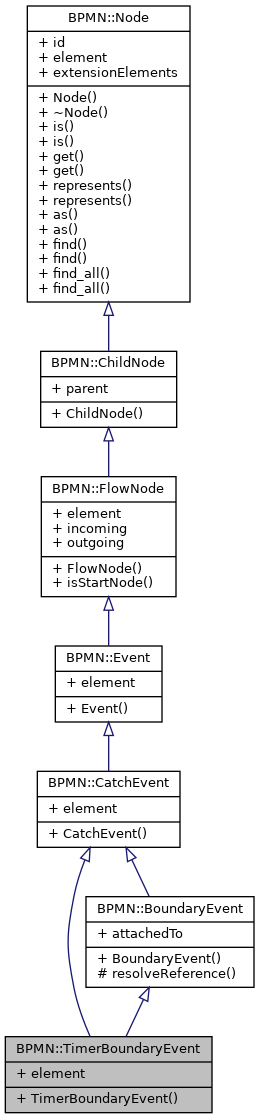 BPMN::Node
+ id
+ element
+ extensionElements
+ Node()
+ ~Node()
+ is()
+ is()
+ get()
+ get()
+ represents()
+ represents()
+ as()
+ as()
+ find()
+ find()
+ find_all()
+ find_all()
BPMN::ChildNode
+ parent
+ ChildNode()
BPMN::FlowNode
+ element
+ incoming
+ outgoing
+ FlowNode()
+ isStartNode()
BPMN::Event
+ element
+ Event()
BPMN::CatchEvent
+ element
+ CatchEvent()
BPMN::BoundaryEvent
+ attachedTo
+ BoundaryEvent()
# resolveReference()
BPMN::TimerBoundaryEvent
+ element
+ TimerBoundaryEvent()